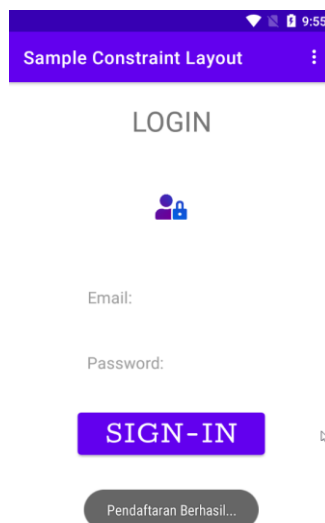 9:55
Sample Constraint Layout
LOGIN
Email:
Password:
SIGN-IN
Pendaftaran Berhasil...